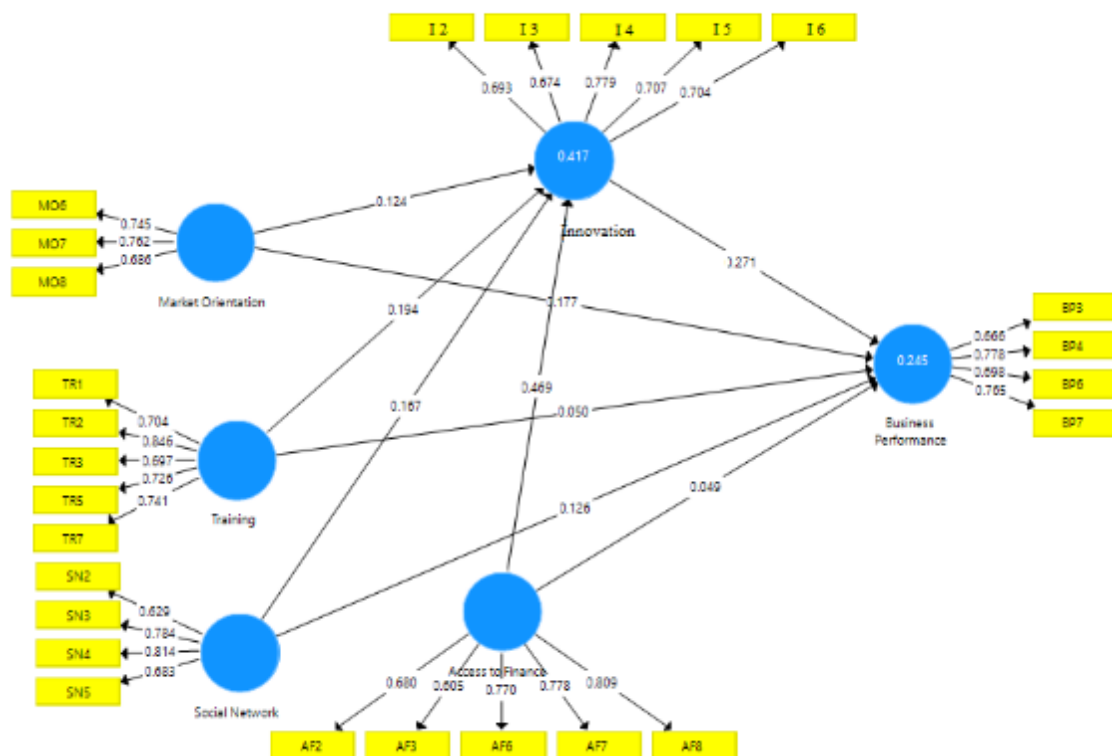 I 2
I 3
I 4
I 5
I 6
0.693
0.674
0.779
0.707
0.704
0.417
Innovation
MO6
MO7
MO8
0.745
0.762
0.686
Market Orientation
0.124
0.271
0.177
0.194
0.469
0.167
0.050
0.126
0.049
BP3
BP4
BP6
BP7
0.666
0.778
0.698
0.765
0.245
Business
Performance
TR1
TR2
TR3
TR5
TR7
0.704
0.846
0.697
0.726
0.741
Training
SN2
SN3
SN4
SN5
0.629
0.784
0.814
0.683
Social Network
Access to Finance
0.680
0.605
0.770
0.778
0.809
AF2
AF3
AF6
AF7
AF8